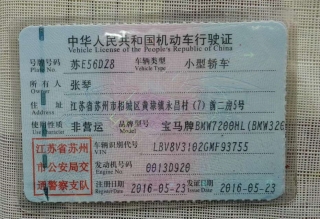 中华人民共和国机动车行驶证
Vehicle License of the People's Republic of China
号牌号码 苏E56DZ8 车辆类型 小型轿车
Plate No. Vehicle Type
所有人 张琴
Owner
住址 江苏省苏州市相城区黄埭镇永昌村(7)前二房5号
Address
使用性质 非营运 品牌型号 宝马牌BMW7200HL(BMW320
Use Character Model
江苏省苏州市公安局交通警察支队
车辆识别代号 LBV8V3102GMF93755
VIN
发动机号码 0013D920
Engine No.
注册日期 2016-05-23 发证日期 2016-05-23
Register Date Issue Date